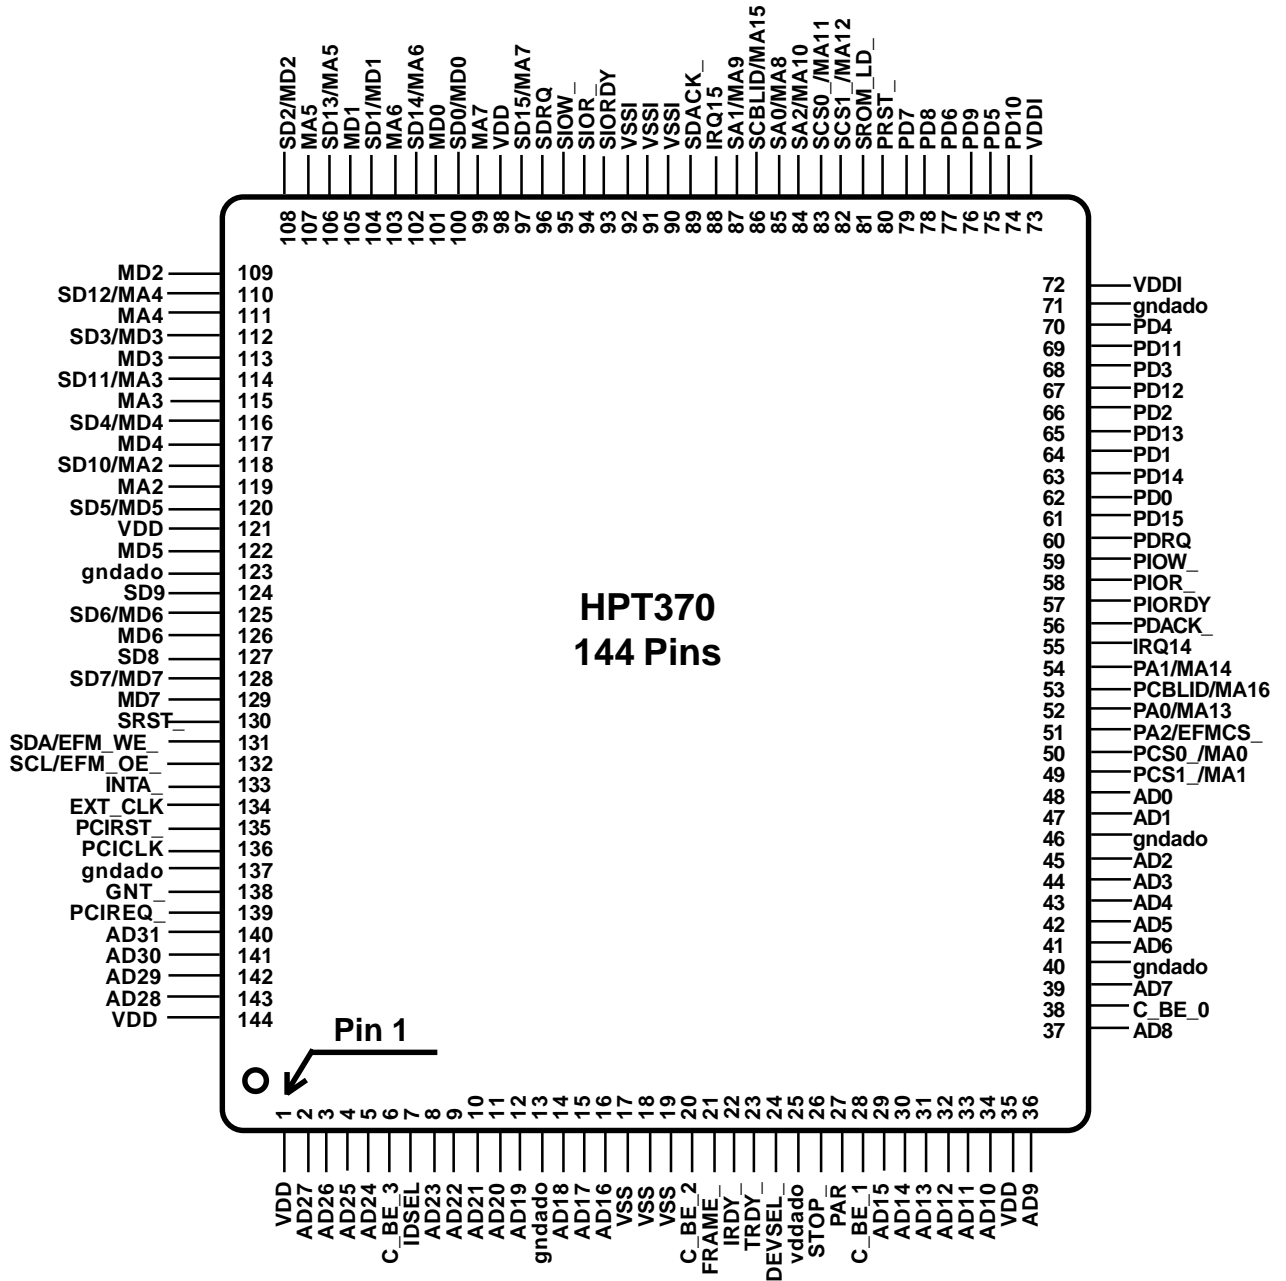 SD2/MD2
MA5
SD13/MA5
MD1
SD1/MD1
MA6
SD14/MA6
MD0
SD0/MD0
MA7
VDD
SD15/MA7
SDRQ
SIOW_
SIOR_
SIORDY
VSSI
VSSI
VSSI
SDACK_
IRQ15
SA1/MA9
SCBLID/MA15
SA0/MA8
SA2/MA10
SCS0_/MA11
SCS1_/MA12
SROM_LD_
PRST_
PD7
PD8
PD6
PD9
PD5
PD10
VDDI
108
107
106
105
104
103
102
101
100
99
98
97
96
95
94
93
92
91
90
89
88
87
86
85
84
83
82
81
80
79
78
77
76
75
74
73
MD2 109
SD12/MA4 110
MA4 111
SD3/MD3 112
MD3 113
SD11/MA3 114
MA3 115
SD4/MD4 116
MD4 117
SD10/MA2 118
MA2 119
SD5/MD5 120
VDD 121
MD5 122
gndado 123
SD9 124
SD6/MD6 125
MD6 126
SD8 127
SD7/MD7 128
MD7 129
SRST_ 130
SDA/EFM_WE_ 131
SCL/EFM_OE_ 132
INTA_ 133
EXT_CLK 134
PCIRST_ 135
PCICLK 136
gndado 137
GNT_ 138
PCIREQ_ 139
AD31 140
AD30 141
AD29 142
AD28 143
VDD 144
HPT370
144 Pins
72 VDDI
71 gndado
70 PD4
69 PD11
68 PD3
67 PD12
66 PD2
65 PD13
64 PD1
63 PD14
62 PD0
61 PD15
60 PDRQ
59 PIOW_
58 PIOR_
57 PIORDY
56 PDACK_
55 IRQ14
54 PA1/MA14
53 PCBLID/MA16
52 PA0/MA13
51 PA2/EFMCS_
50 PCS0_/MA0
49 PCS1_/MA1
48 AD0
47 AD1
46 gndado
45 AD2
44 AD3
43 AD4
42 AD5
41 AD6
40 gndado
39 AD7
38 C_BE_0
37 AD8
Pin 1
1
2
3
4
5
6
7
8
9
10
11
12
13
14
15
16
17
18
19
20
21
22
23
24
25
26
27
28
29
30
31
32
33
34
35
36
VDD
AD27
AD26
AD25
AD24
C_BE_3
IDSEL
AD23
AD22
AD21
AD20
AD19
gndado
AD18
AD17
AD16
VSS
VSS
VSS
C_BE_2
FRAME_
IRDY_
TRDY_
DEVSEL_
vddado
STOP_
PAR
C_BE_1
AD15
AD14
AD13
AD12
AD11
AD10
VDD
AD9